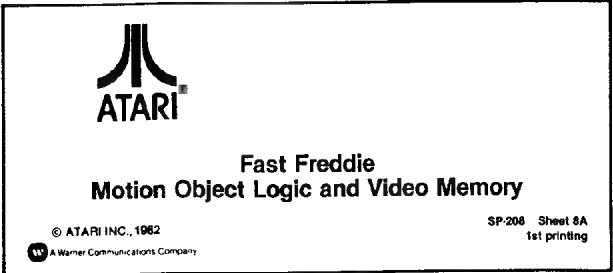 ATARI®
Fast Freddie
Motion Object Logic and Video Memory
© ATARI INC., 1982
SP-208 Sheet 8A
1st printing
A Warner Communications Company